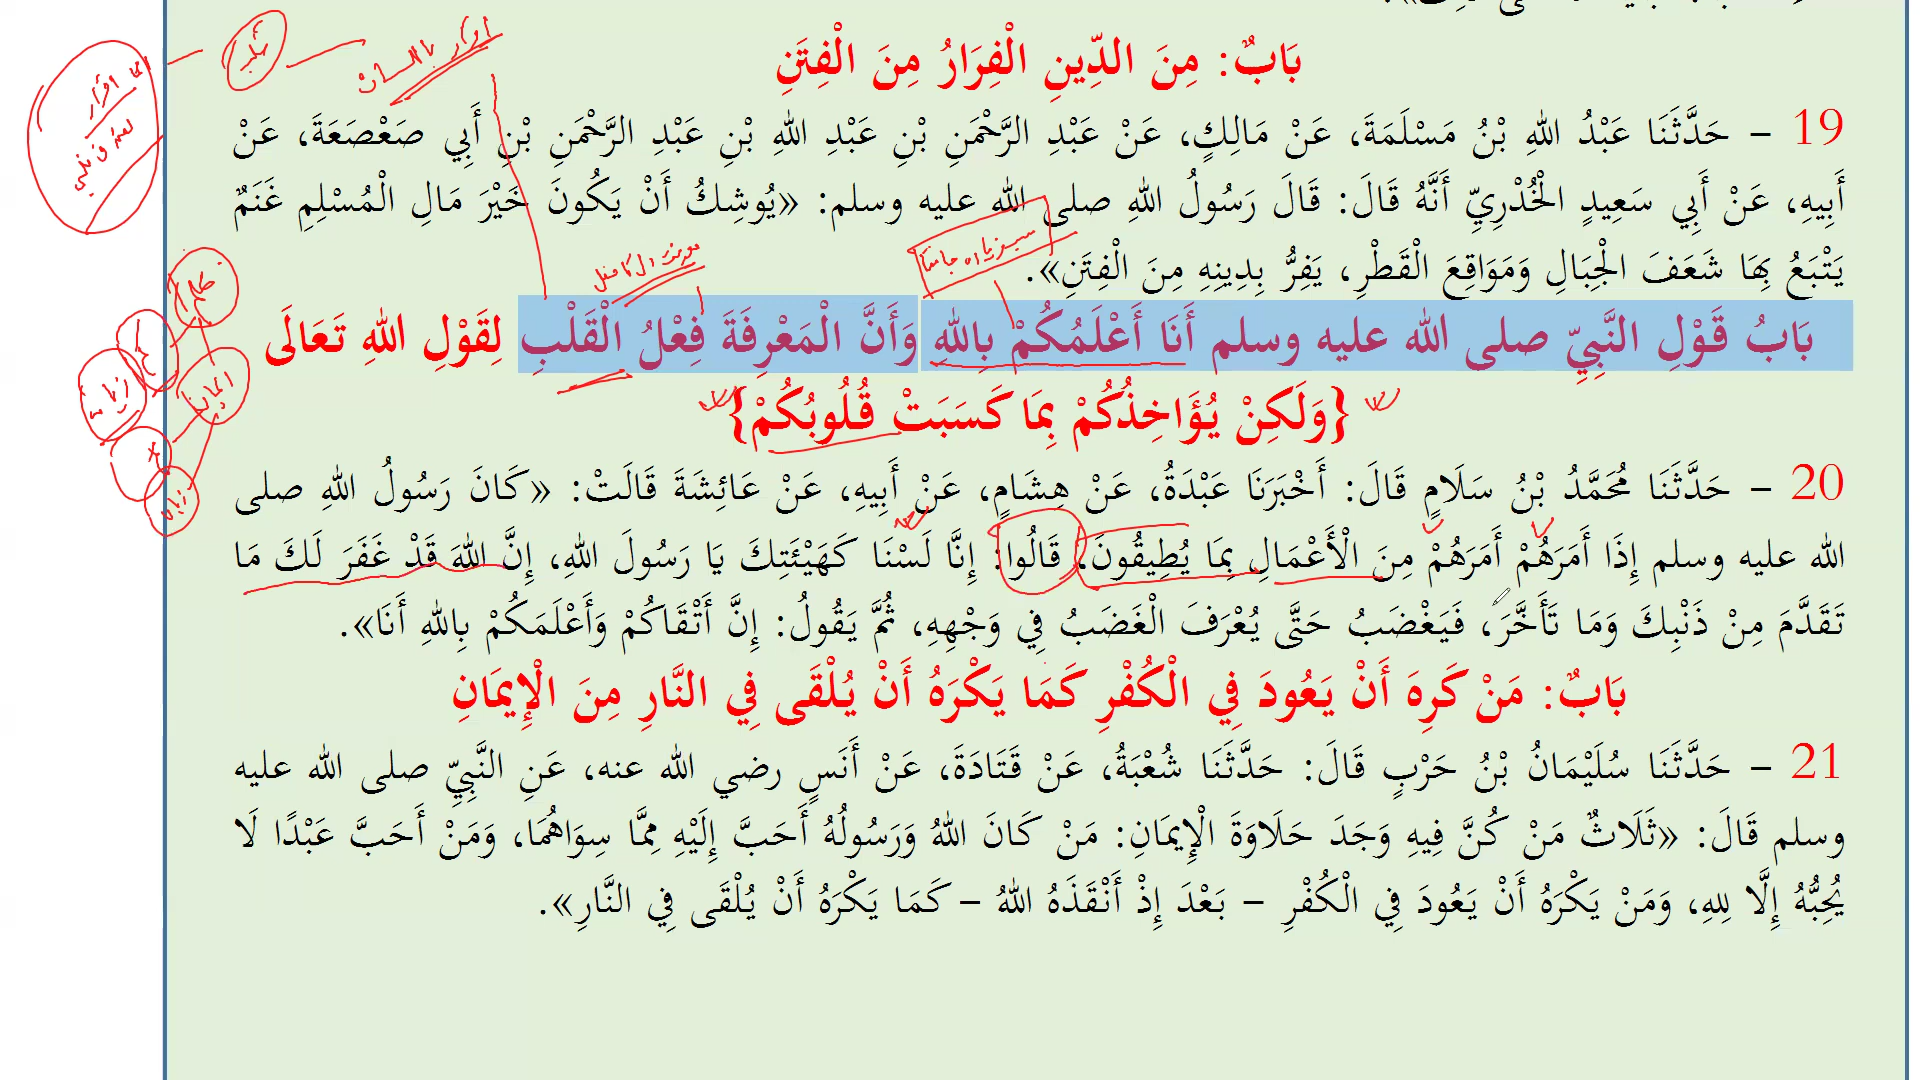 بَابٌ: مِنَ الدِّينِ الْفِرَارُ مِنَ الْفِتَنِ
19 – حَدَّثَنَا عَبْدُ اللهِ بْنُ مَسْلَمَةَ، عَنْ مَالِكٍ، عَنْ عَبْدِ الرَّحْمَنِ بْنِ عَبْدِ اللهِ بْنِ عَبْدِ الرَّحْمَنِ بْنِ أَبِي صَعْصَعَةَ، عَنْ
أَبِيهِ، عَنْ أَبِي سَعِيدٍ الْخُدْرِيِّ أَنَّهُ قَالَ: قَالَ رَسُولُ اللهِ صلى الله عليه وسلم: «يُوشِكُ أَنْ يَكُونَ خَيْرَ مَالِ الْمُسْلِمِ غَنَمٌ
يَتْبَعُ بِهَا شَعَفَ الْجِبَالِ وَمَوَاقِعَ الْقَطْرِ، يَفِرُّ بِدِينِهِ مِنَ الْفِتَنِ».
بَابُ قَوْلِ النَّبِيِّ صلى الله عليه وسلم أَنَا أَعْلَمُكُمْ بِاللهِ وَأَنَّ الْمَعْرِفَةَ فِعْلُ الْقَلْبِ لِقَوْلِ اللهِ تَعَالَى
{وَلَكِنْ يُؤَاخِذُكُمْ بِمَا كَسَبَتْ قُلُوبُكُمْ}
20 – حَدَّثَنَا مُحَمَّدُ بْنُ سَلَامٍ قَالَ: أَخْبَرَنَا عَبْدَةُ، عَنْ هِشَامٍ، عَنْ أَبِيهِ، عَنْ عَائِشَةَ قَالَتْ: «كَانَ رَسُولُ اللهِ صلى
الله عليه وسلم إِذَا أَمَرَهُمْ أَمَرَهُمْ مِنَ الْأَعْمَالِ بِمَا يُطِيقُونَ، قَالُوا: إِنَّا لَسْنَا كَهَيْئَتِكَ يَا رَسُولَ اللهِ، إِنَّ اللهَ قَدْ غَفَرَ لَكَ مَا
تَقَدَّمَ مِنْ ذَنْبِكَ وَمَا تَأَخَّرَ، فَيَغْضَبُ حَتَّى يُعْرَفَ الْغَضَبُ فِي وَجْهِهِ، ثُمَّ يَقُولُ: إِنَّ أَتْقَاكُمْ وَأَعْلَمَكُمْ بِاللهِ أَنَا».
بَابٌ: مَنْ كَرِهَ أَنْ يَعُودَ فِي الْكُفْرِ كَمَا يَكْرَهُ أَنْ يُلْقَى فِي النَّارِ مِنَ الْإِيمَانِ
21 – حَدَّثَنَا سُلَيْمَانُ بْنُ حَرْبٍ قَالَ: حَدَّثَنَا شُعْبَةُ، عَنْ قَتَادَةَ، عَنْ أَنَسٍ رضي الله عنه، عَنِ النَّبِيِّ صلى الله عليه
وسلم قَالَ: «ثَلَاثٌ مَنْ كُنَّ فِيهِ وَجَدَ حَلَاوَةَ الْإِيمَانِ: مَنْ كَانَ اللهُ وَرَسُولُهُ أَحَبَّ إِلَيْهِ مِمَّا سِوَاهُمَا، وَمَنْ أَحَبَّ عَبْدًا لَا
يُحِبُّهُ إِلَّا لِلهِ، وَمَنْ يَكْرَهُ أَنْ يَعُودَ فِي الْكُفْرِ – بَعْدَ إِذْ أَنْقَذَهُ اللهُ – كَمَا يَكْرَهُ أَنْ يُلْقَى فِي النَّارِ».